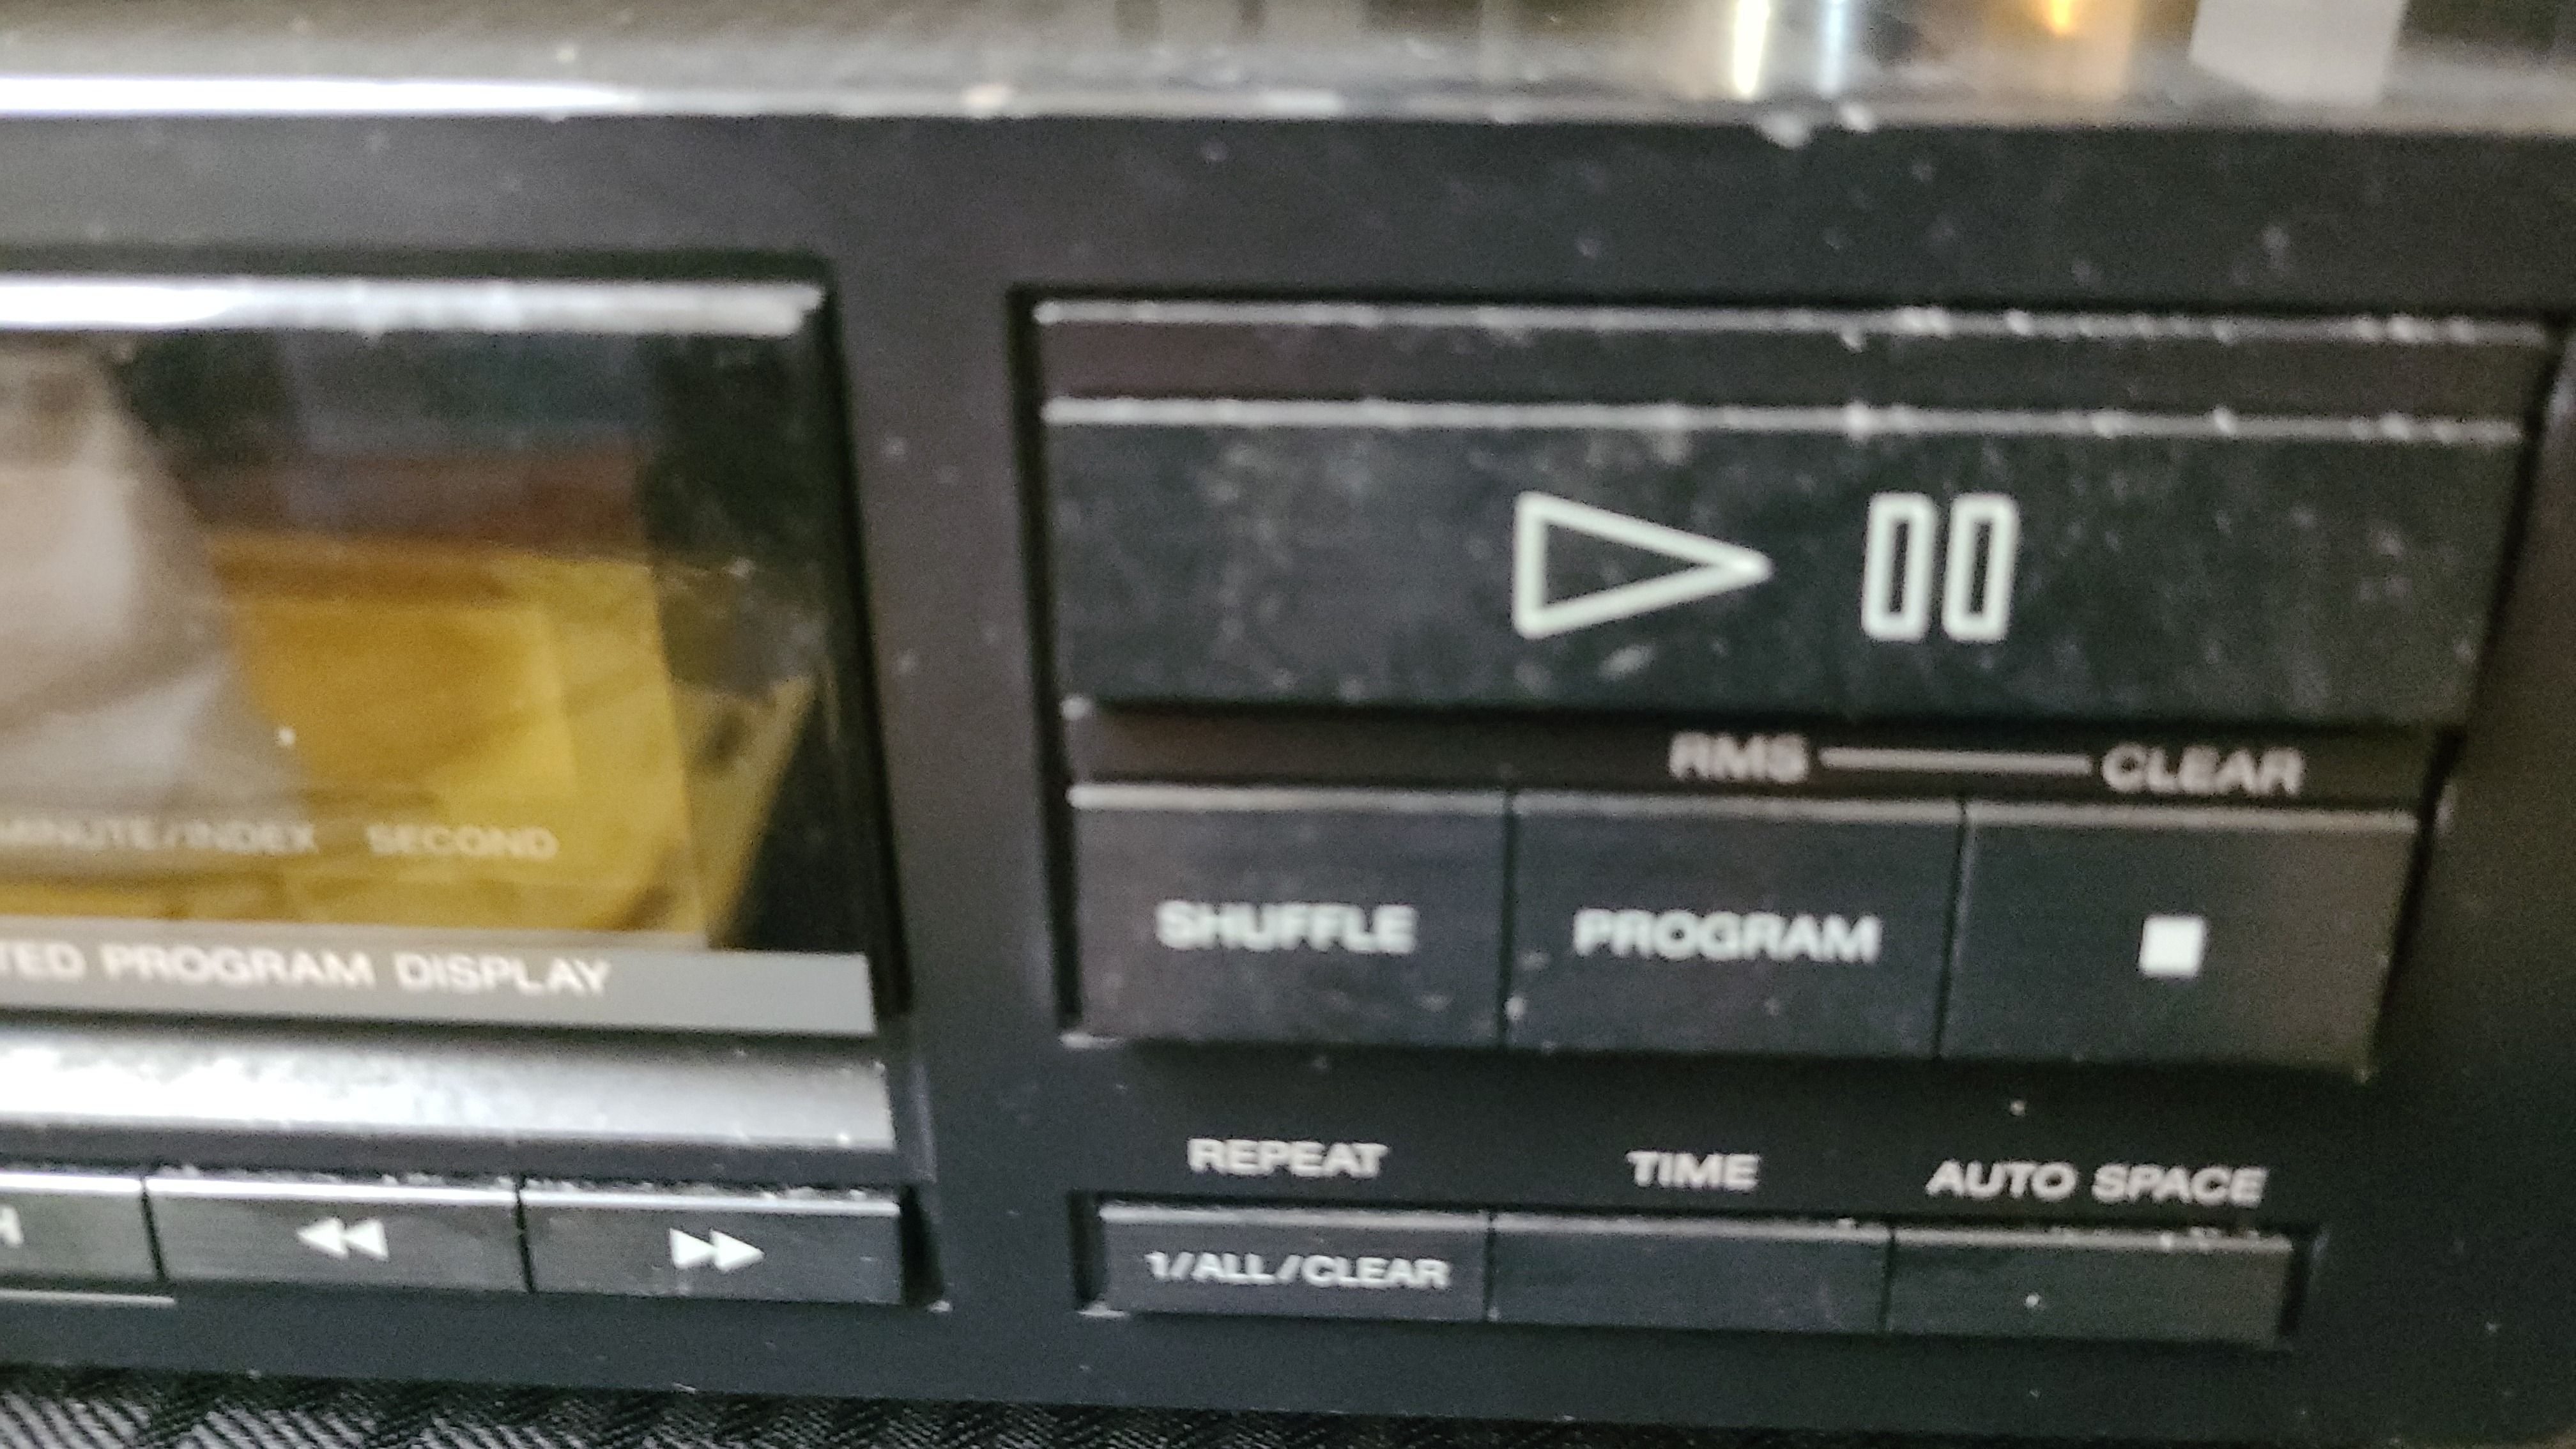 RMS CLEAR
MINUTE/INDEX SECOND
SHUFFLE PROGRAM
PROGRAM DISPLAY
REPEAT TIME AUTO SPACE
1/ALL/CLEAR